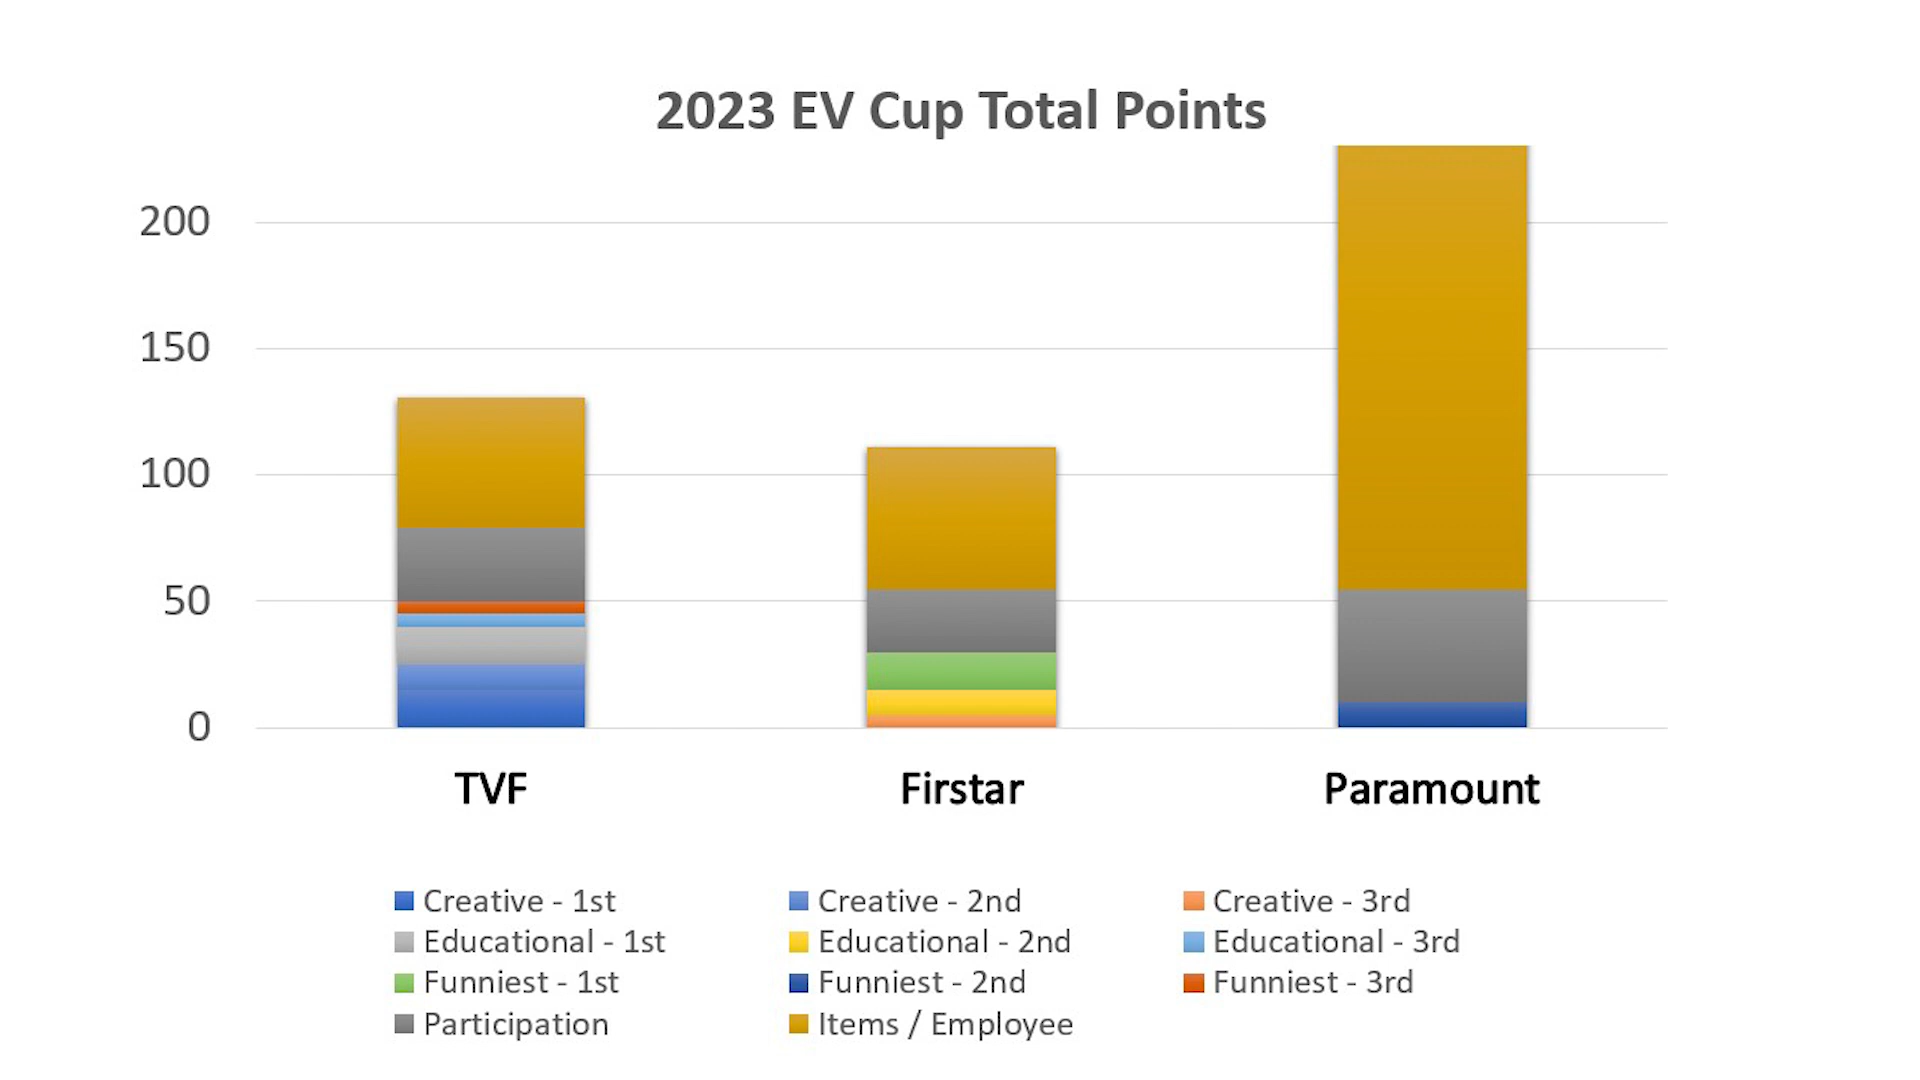 2023 EV Cup Total Points
200
150
100
50
0
TVF Firstar Paramount
Creative - 1st Creative - 2nd Creative - 3rd
Educational - 1st Educational - 2nd Educational - 3rd
Funniest - 1st Funniest - 2nd Funniest - 3rd
Participation Items / Employee